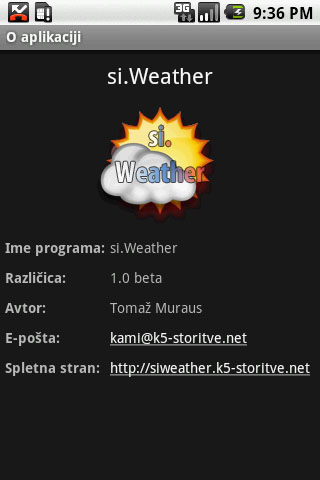 3G 9:36 PM
O aplikaciji
si.Weather
si.
Weather
Ime programa: si.Weather
Različica: 1.0 beta
Avtor: Tomaž Muraus
E-pošta: kami@k5-storitve.net
Spletna stran: http://siweather.k5-storitve.net